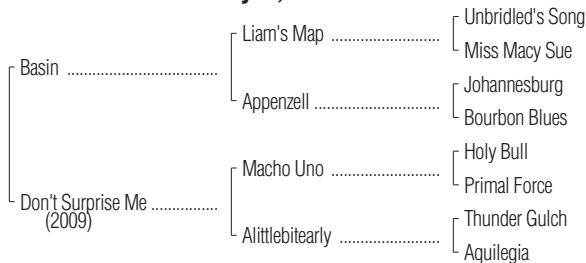 Unbridled's Song
Liam's Map ......................
Miss Macy Sue
Basin ...............................
Johannesburg
Appenzell ........................
Bourbon Blues
Holy Bull
Macho Uno ......................
Primal Force
Don't Surprise Me ..............
(2009)
Thunder Gulch
Alittlebitearly ....................
Aquilegia